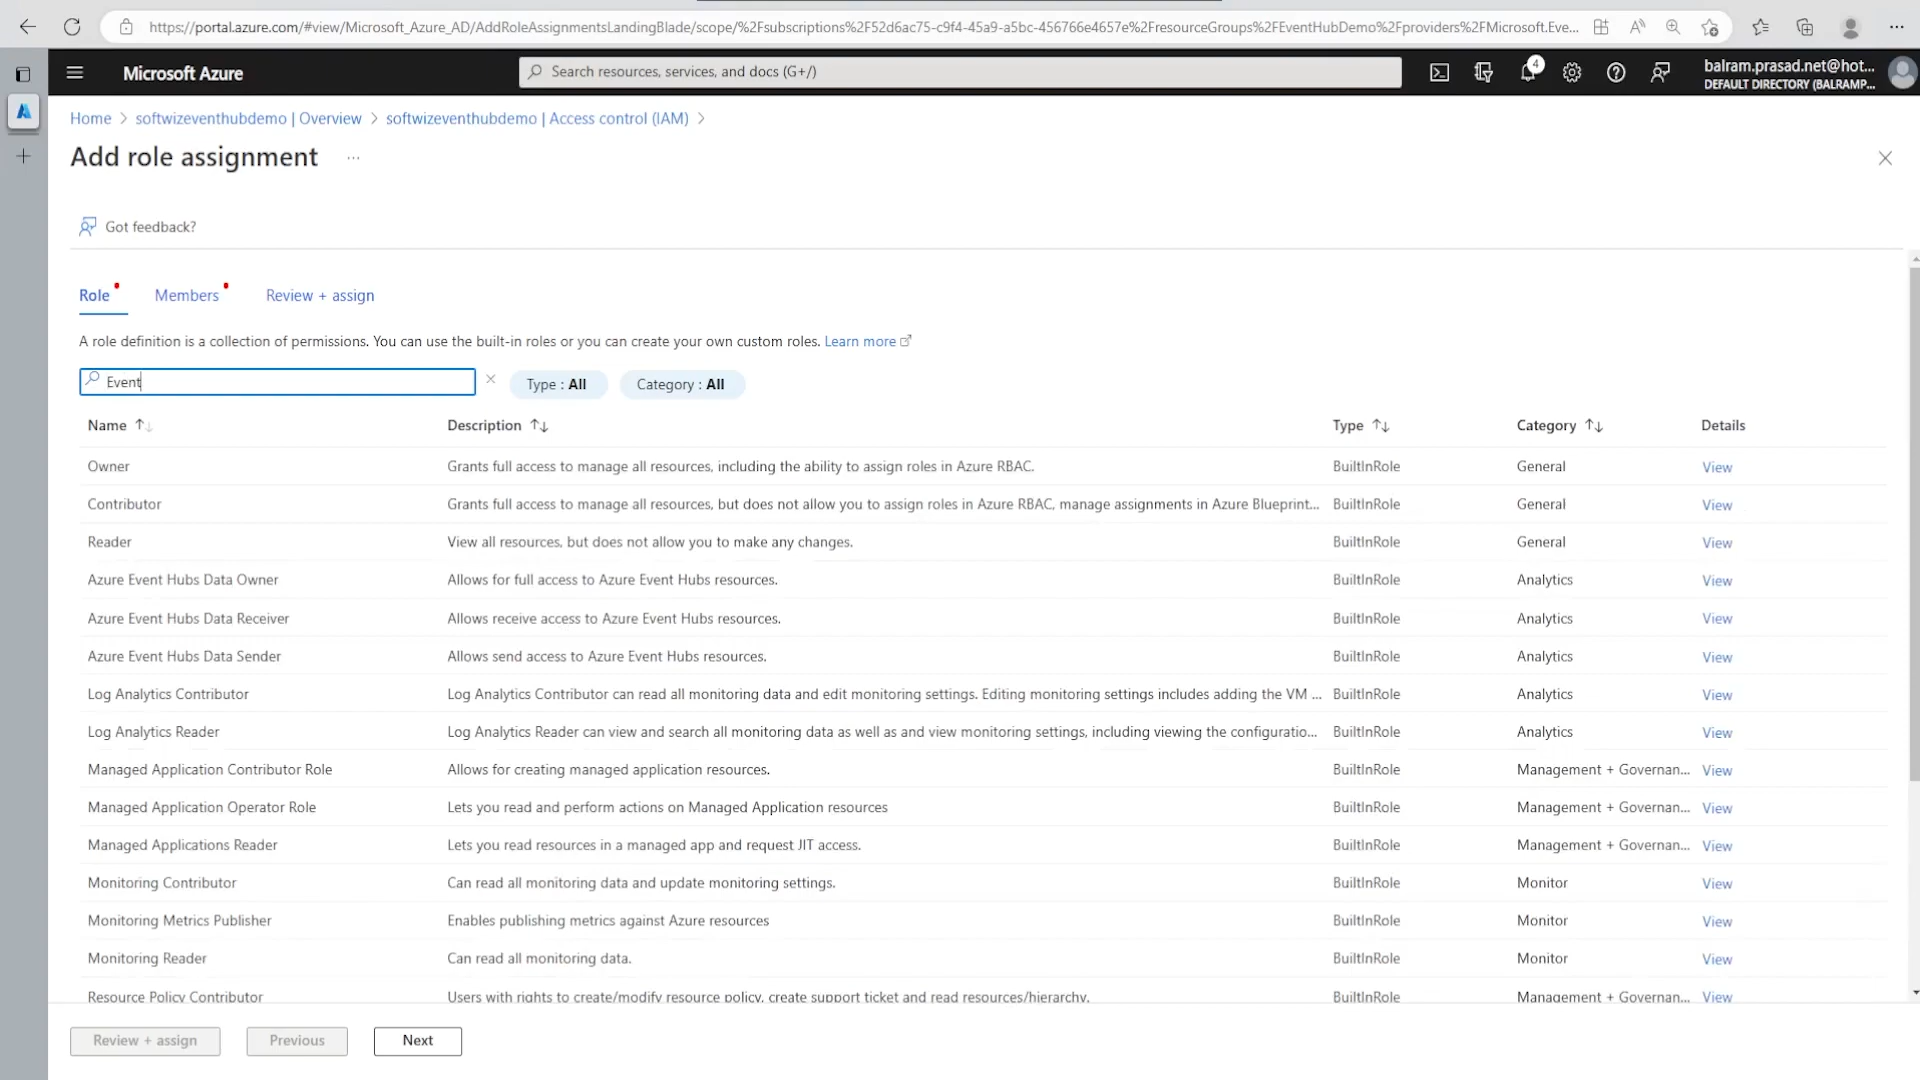 https://portal.azure.com/#view/Microsoft_Azure_AD/AddRoleAssignmentsLandingBlade/scope/%2Fsubscriptions%2F52d6ac75-c9f4-45a9-a5bc-456766e4657e%2FresourceGroups%2FEventHubDemo%2Fproviders%2FMicrosoft.Eve...
Microsoft Azure
Search resources, services, and docs (G+/)
4
balram.prasad.net@hot...
DEFAULT DIRECTORY (BALRAMP...
Home > softwizeventhubdemo | Overview > softwizeventhubdemo | Access control (IAM) >
Add role assignment ...
Got feedback?
Role Members Review + assign
A role definition is a collection of permissions. You can use the built-in roles or you can create your own custom roles. Learn more
Event
Type : All
Category : All
Name Description Type Category Details
Owner Grants full access to manage all resources, including the ability to assign roles in Azure RBAC. BuiltInRole General View
Contributor Grants full access to manage all resources, but does not allow you to assign roles in Azure RBAC, manage assignments in Azure Blueprint... BuiltInRole General View
Reader View all resources, but does not allow you to make any changes. BuiltInRole General View
Azure Event Hubs Data Owner Allows for full access to Azure Event Hubs resources. BuiltInRole Analytics View
Azure Event Hubs Data Receiver Allows receive access to Azure Event Hubs resources. BuiltInRole Analytics View
Azure Event Hubs Data Sender Allows send access to Azure Event Hubs resources. BuiltInRole Analytics View
Log Analytics Contributor Log Analytics Contributor can read all monitoring data and edit monitoring settings. Editing monitoring settings includes adding the VM ... BuiltInRole Analytics View
Log Analytics Reader Log Analytics Reader can view and search all monitoring data as well as and view monitoring settings, including viewing the configuratio... BuiltInRole Analytics View
Managed Application Contributor Role Allows for creating managed application resources. BuiltInRole Management + Governan... View
Managed Application Operator Role Lets you read and perform actions on Managed Application resources BuiltInRole Management + Governan... View
Managed Applications Reader Lets you read resources in a managed app and request JIT access. BuiltInRole Management + Governan... View
Monitoring Contributor Can read all monitoring data and update monitoring settings. BuiltInRole Monitor View
Monitoring Metrics Publisher Enables publishing metrics against Azure resources BuiltInRole Monitor View
Monitoring Reader Can read all monitoring data. BuiltInRole Monitor View
Resource Policy Contributor Users with rights to create/modify resource policy, create support ticket and read resources/hierarchy. BuiltInRole Management + Governan... View
Review + assign Previous Next